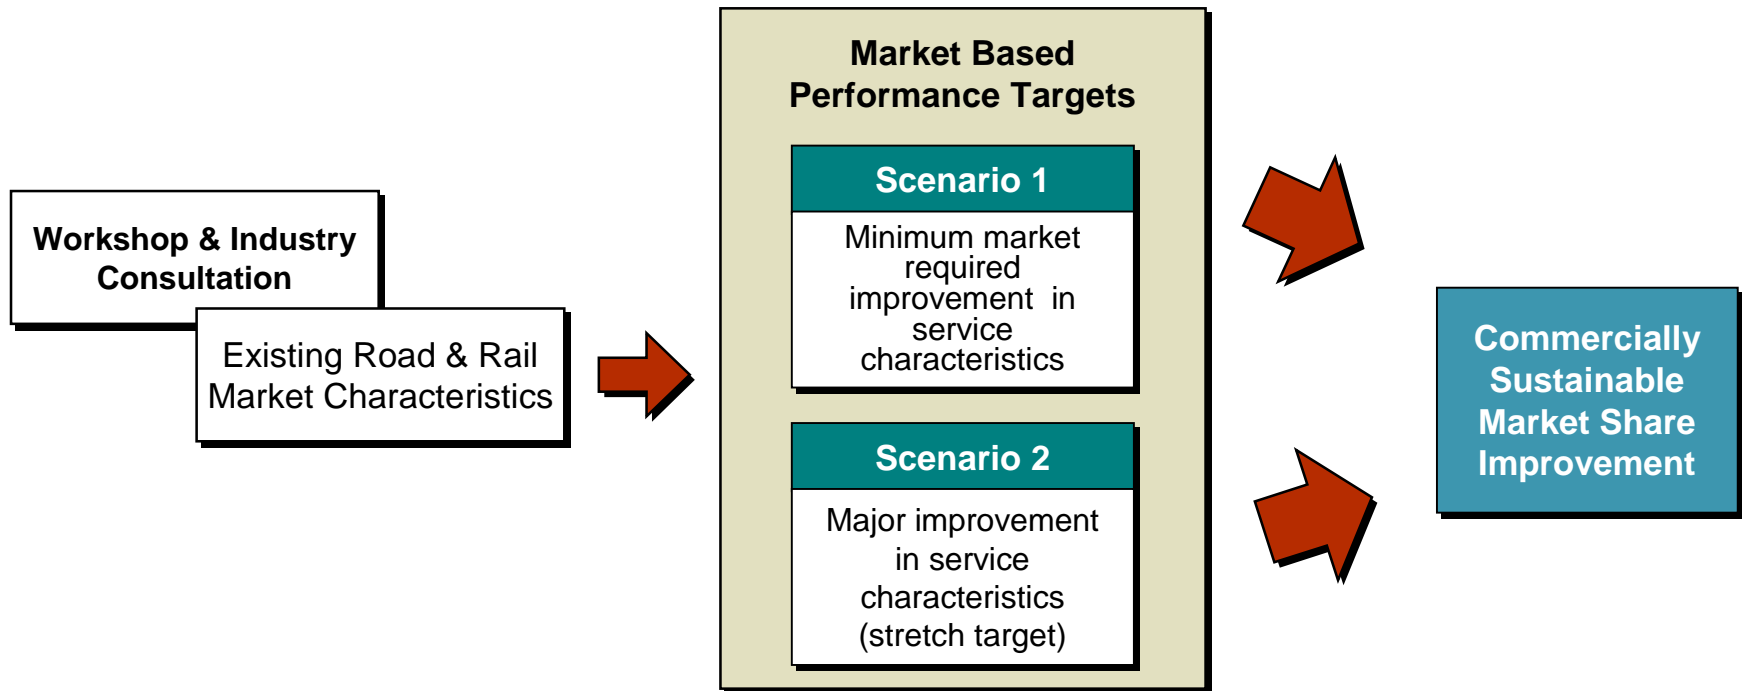 Workshop & Industry
Consultation
Existing Road & Rail
Market Characteristics
Market Based
Performance Targets
Scenario 1
Minimum market
required
improvement  in
service
characteristics
Scenario 2
Major improvement
in service
characteristics
(stretch target)
Commercially
Sustainable
Market Share
Improvement